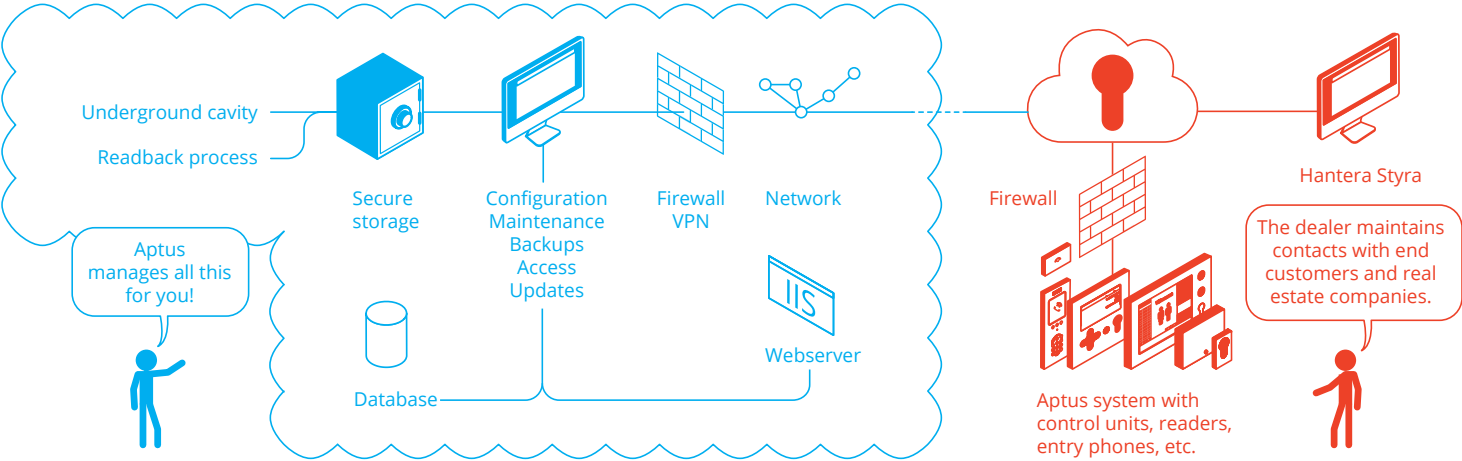 Underground cavity
Readback process
Secure
storage
Configuration
Maintenance
Backups
Access
Updates
Firewall
VPN
Network
Aptus
manages all this
for you!
Database
IIS
Webserver
Firewall
Hantera Styra
The dealer maintains
contacts with end
customers and real
estate companies.
Aptus system with
control units, readers,
entry phones, etc.